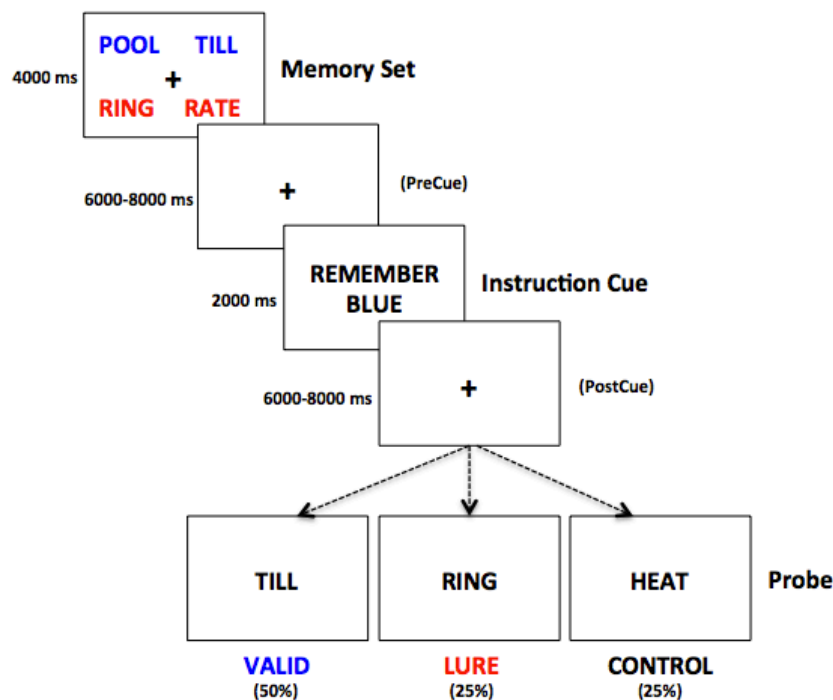 POOL TILL
4000 ms + Memory Set
RING RATE
6000-8000 ms + (PreCue)
REMEMBER
BLUE
2000 ms Instruction Cue
6000-8000 ms + (PostCue)
TILL RING HEAT Probe
VALID LURE CONTROL
(50%) (25%) (25%)